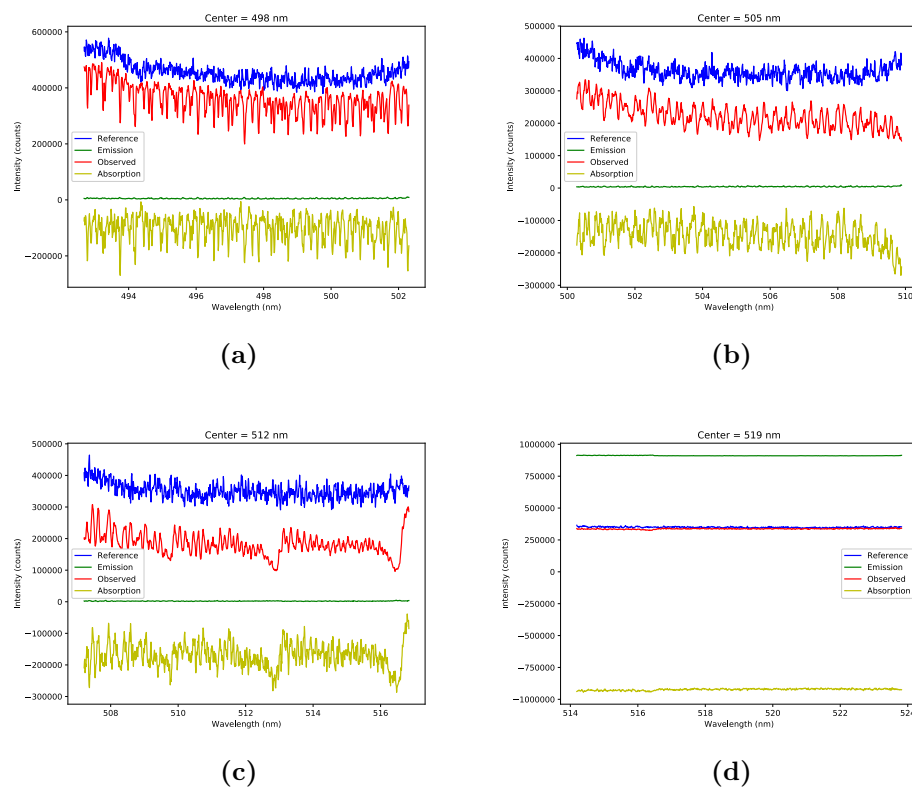 Center = 498 nm
600000
400000
200000
0
−200000
Intensity (counts)
Reference
Emission
Observed
Absorption
494
496
498
500
502
Wavelength (nm)
(a)
Center = 505 nm
500000
400000
300000
200000
100000
0
−100000
−200000
−300000
Intensity (counts)
Reference
Emission
Observed
Absorption
500
502
504
506
508
510
Wavelength (nm)
(b)
Center = 512 nm
500000
400000
300000
200000
100000
0
−100000
−200000
−300000
Intensity (counts)
Reference
Emission
Observed
Absorption
508
510
512
514
516
Wavelength (nm)
(c)
Center = 519 nm
1000000
750000
500000
250000
0
−250000
−500000
−750000
−1000000
Intensity (counts)
Reference
Emission
Observed
Absorption
514
516
518
520
522
524
Wavelength (nm)
(d)